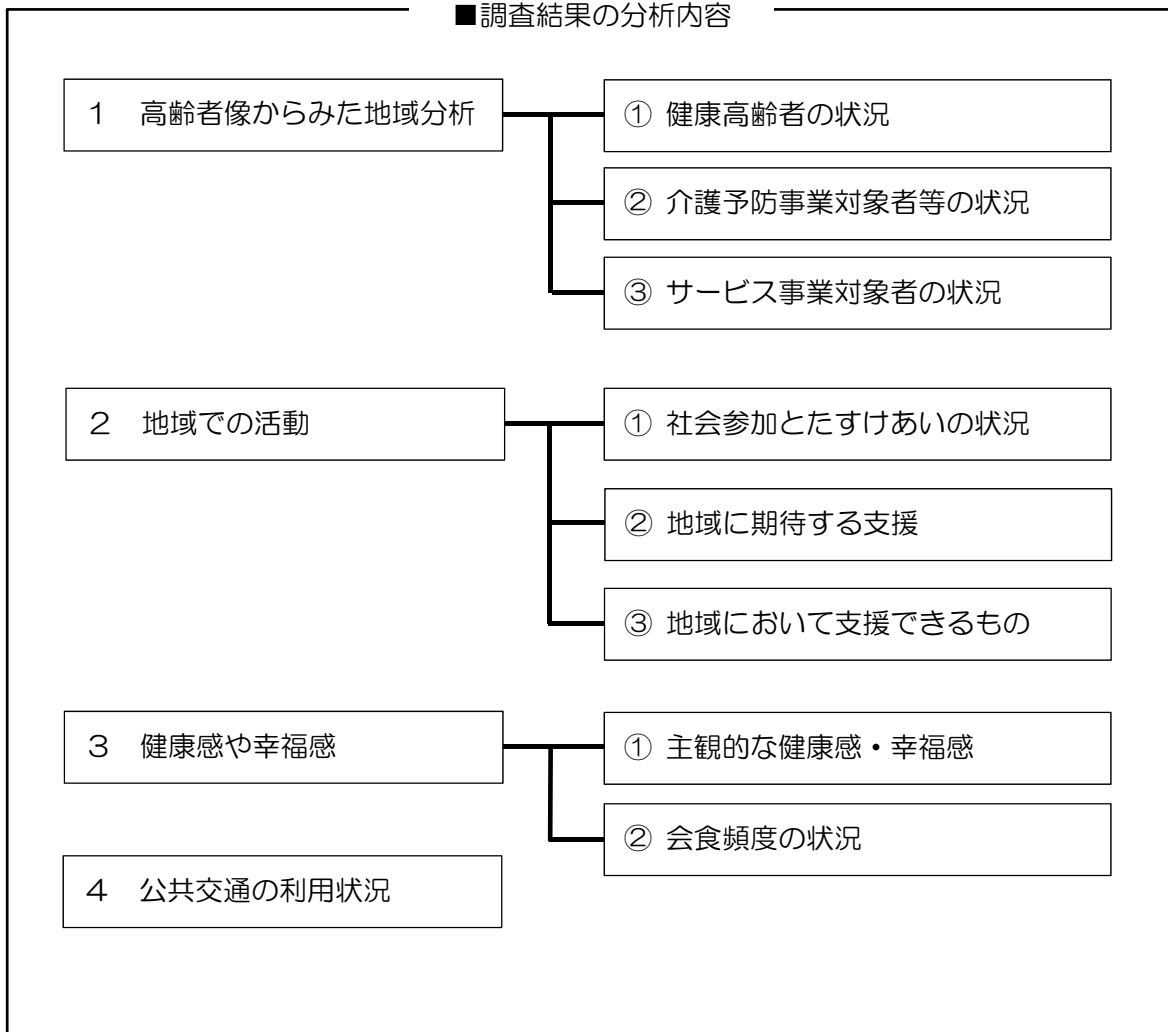 ■調査結果の分析内容
１　高齢者像からみた地域分析
① 健康高齢者の状況
② 介護予防事業対象者等の状況
③ サービス事業対象者の状況
２　地域での活動
① 社会参加とたすけあいの状況
② 地域に期待する支援
③ 地域において支援できるもの
３　健康感や幸福感
① 主観的な健康感・幸福感
② 会食頻度の状況
４　公共交通の利用状況